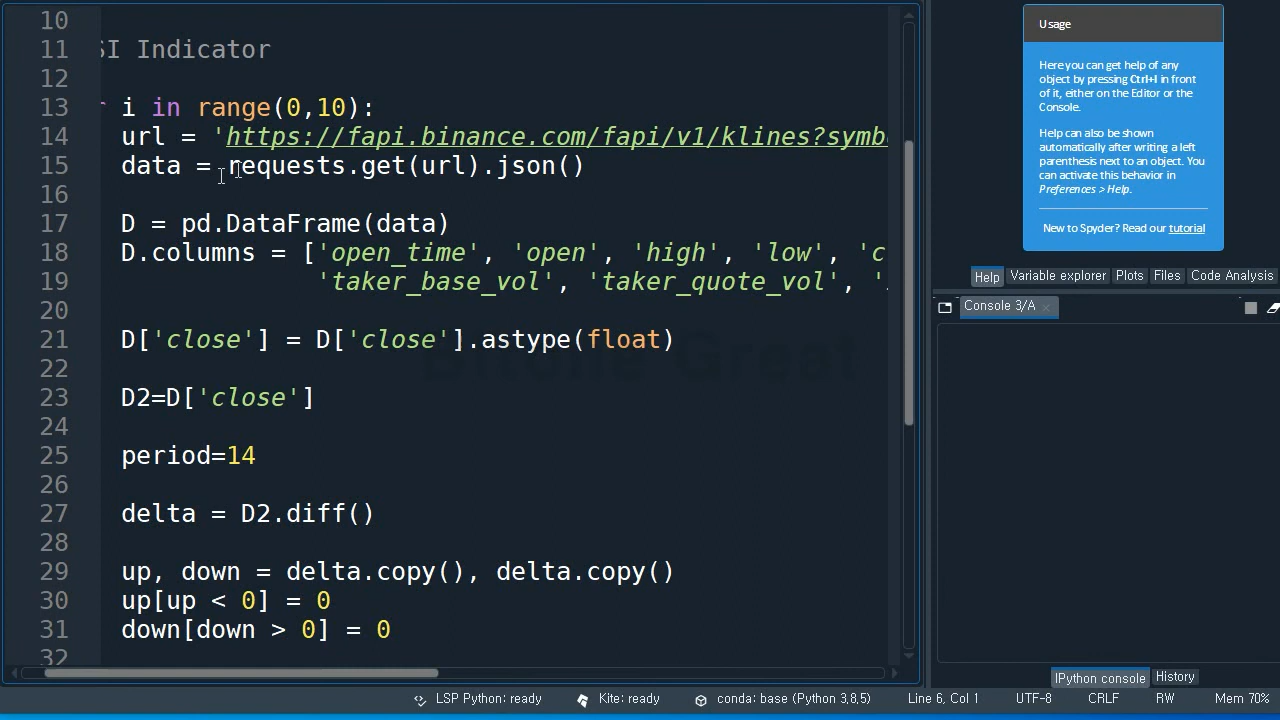 10
11 SI Indicator
12
13 r i in range(0,10):
14 url = 'https://fapi.binance.com/fapi/v1/klines?symb
15 data = requests.get(url).json()
16
17 D = pd.DataFrame(data)
18 D.columns = ['open_time', 'open', 'high', 'low', 'c
19 'taker_base_vol', 'taker_quote_vol', '
20
21 D['close'] = D['close'].astype(float)
22
23 D2=D['close']
24
25 period=14
26
27 delta = D2.diff()
28
29 up, down = delta.copy(), delta.copy()
30 up[up < 0] = 0
31 down[down > 0] = 0
32
Usage
Here you can get help of any
object by pressing Ctrl+I in front
of it, either on the Editor or the
Console.
Help can also be shown
automatically after writing a left
parenthesis next to an object. You
can activate this behavior in
Preferences > Help.
New to Spyder? Read our tutorial
Help Variable explorer Plots Files Code Analysis
Console 3/A
IPython console History
LSP Python: ready Kite: ready conda: base (Python 3,8,5) Line 6, Col 1 UTF-8 CRLF RW Mem 70%